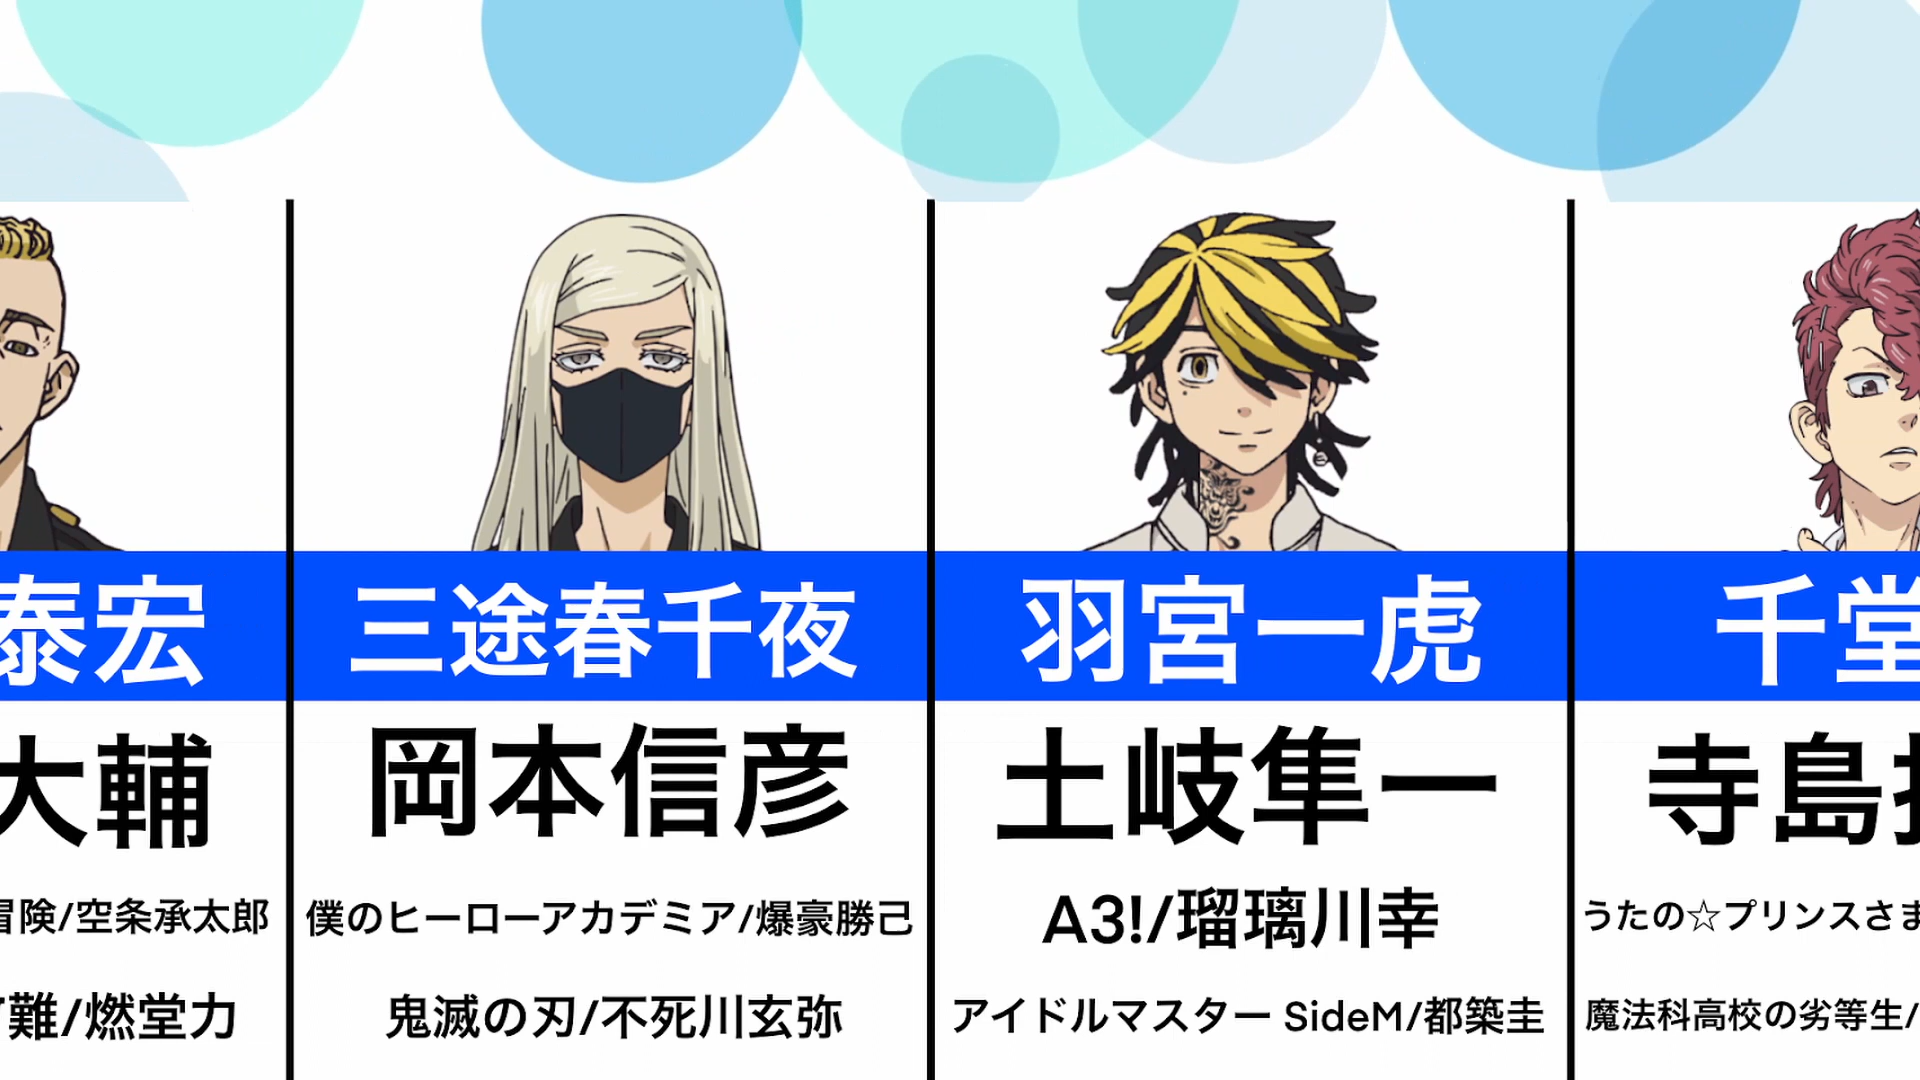 泰宏
大輔
冒険/空条承太郎
難/燃堂力
三途春千夜
岡本信彦
僕のヒーローアカデミア/爆豪勝己
鬼滅の刃/不死川玄弥
羽宮一虎
土岐隼一
A3!/瑠璃川幸
アイドルマスター SideM/都築圭
千堂
寺島
うたの☆プリンスさま
魔法科高校の劣等生/